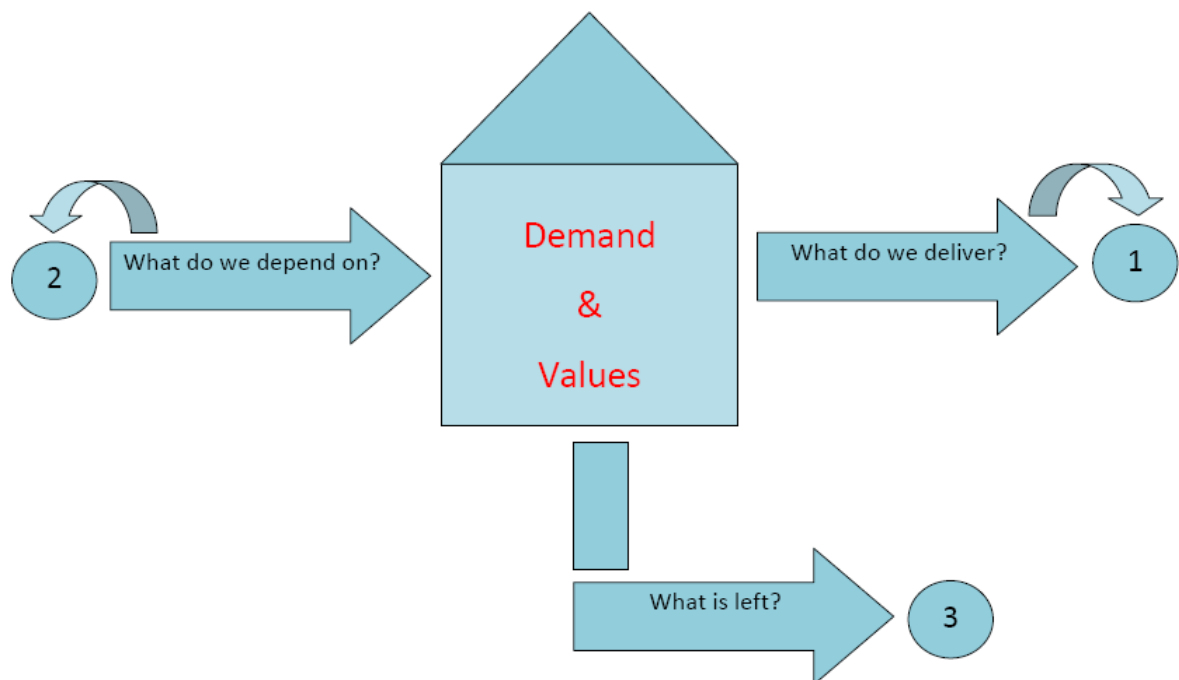 Demand
&
Values
2
What do we depend on?
What do we deliver?
1
What is left?
3